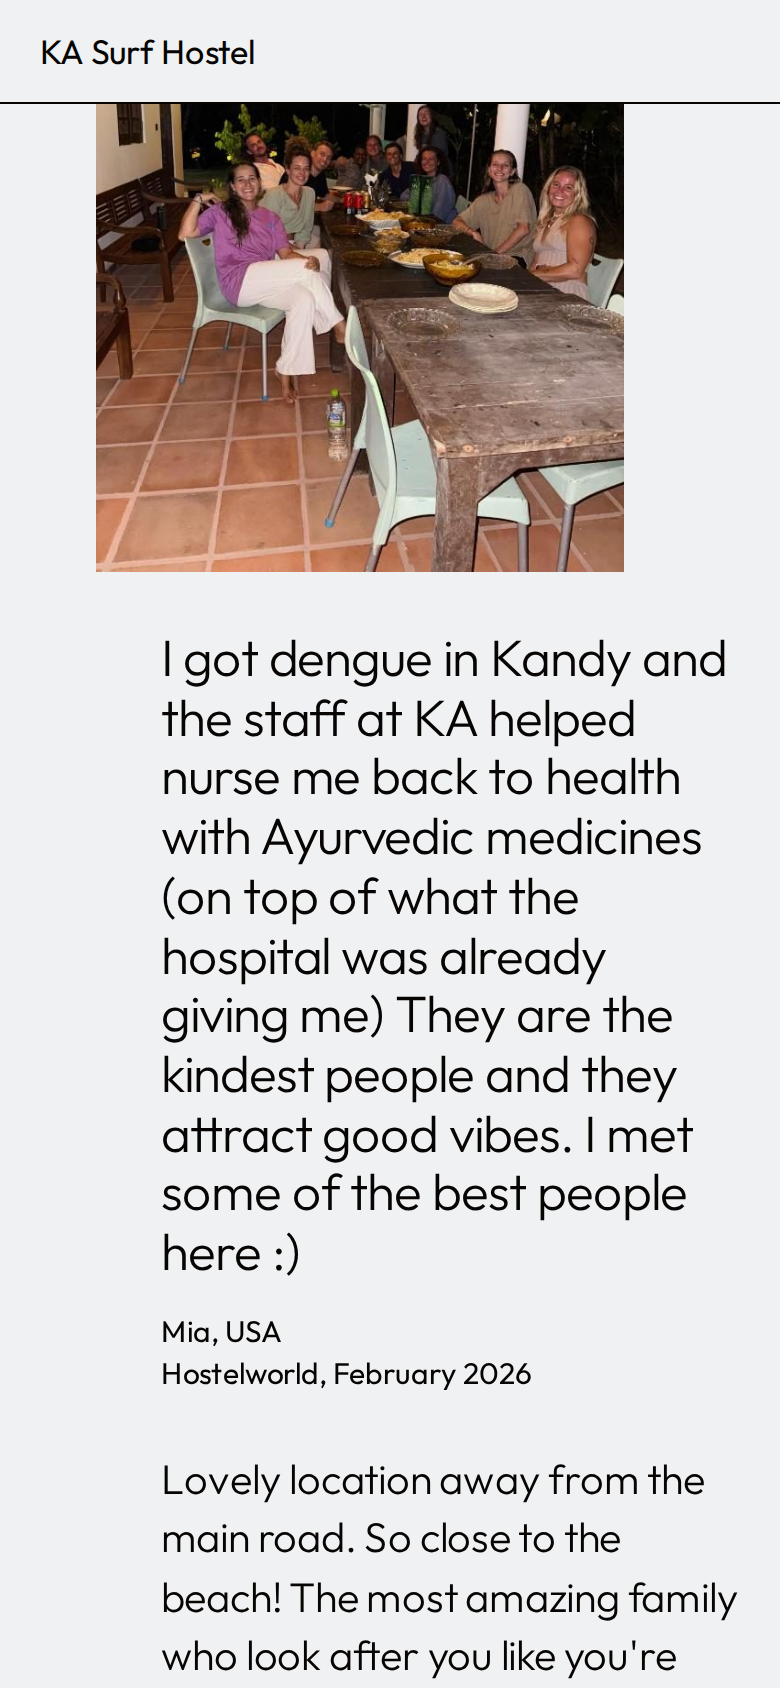 KA Surf Hostel
I got dengue in Kandy and
the staff at KA helped
nurse me back to health
with Ayurvedic medicines
(on top of what the
hospital was already
giving me) They are the
kindest people and they
attract good vibes. I met
some of the best people
here :)
Mia, USA
Hostelworld, February 2026
Lovely location away from the
main road. So close to the
beach! The most amazing family
who look after you like you're